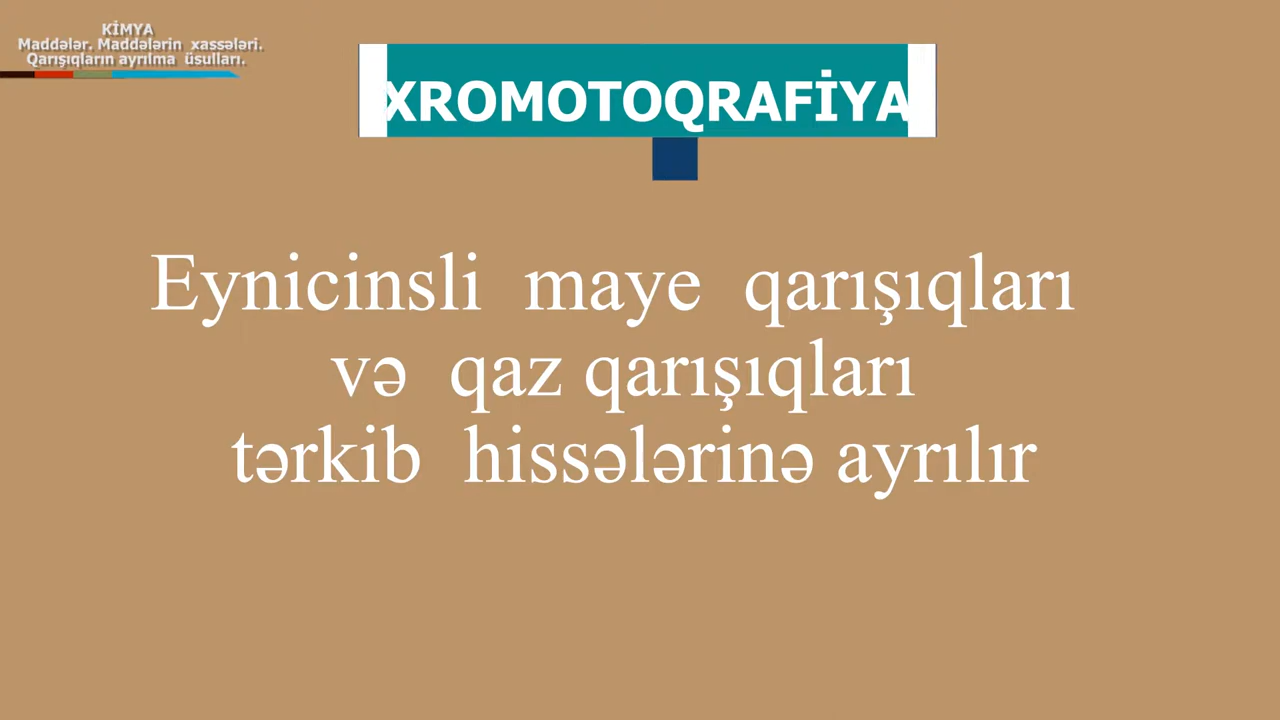 KİMYA
Maddələr. Maddələrin xassələri.
Qarışıqların ayrılma üsulları.
XROMOTOQRAFİYA
Eynicinsli maye qarışıqları
və qaz qarışıqları
tərkib hissələrinə ayrılır